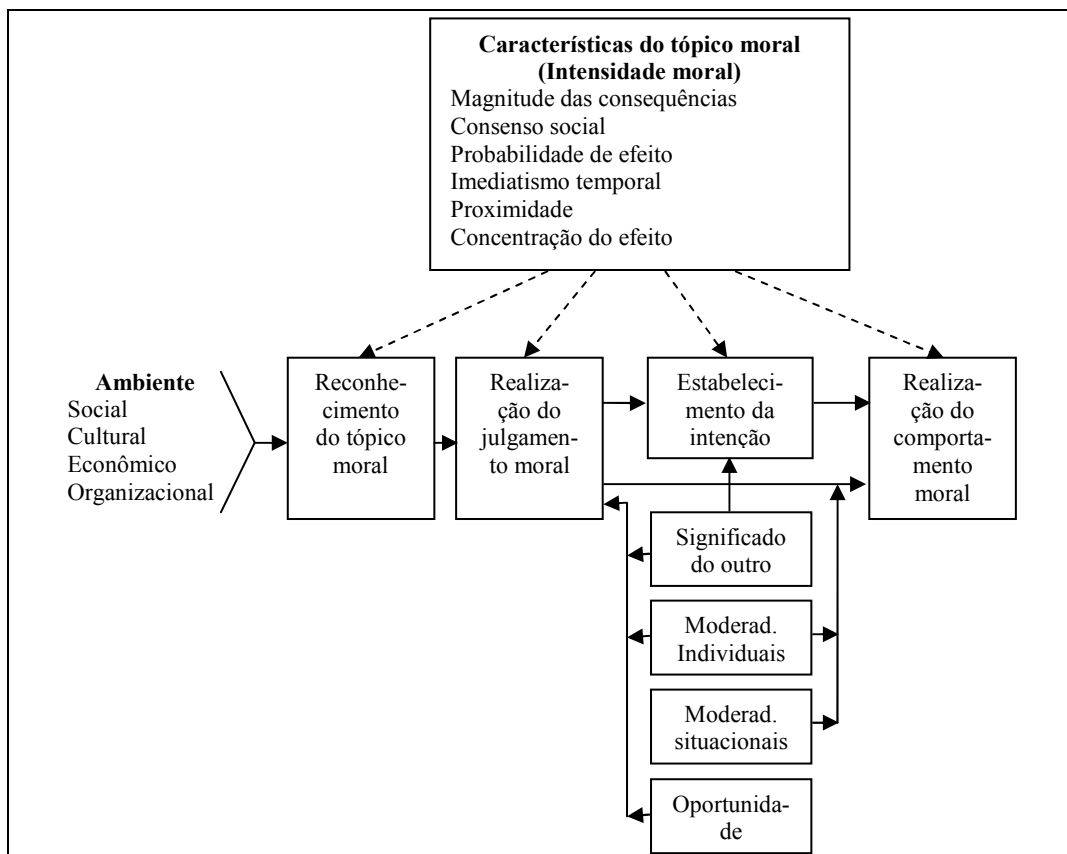 Características do tópico moral
(Intensidade moral)
Magnitude das consequências
Consenso social
Probabilidade de efeito
Imediatismo temporal
Proximidade
Concentração do efeito
Ambiente
Social
Cultural
Econômico
Organizacional
Reconhe-
cimento do
do tópico
moral
Realiza-
ção do
julgamen-
to moral
Estabeleci-
mento da
intenção
Realiza-
ção do
comporta-
mento
moral
Significado
do outro
Moderad.
Individuais
Moderad.
situacionais
Oportunida-
de